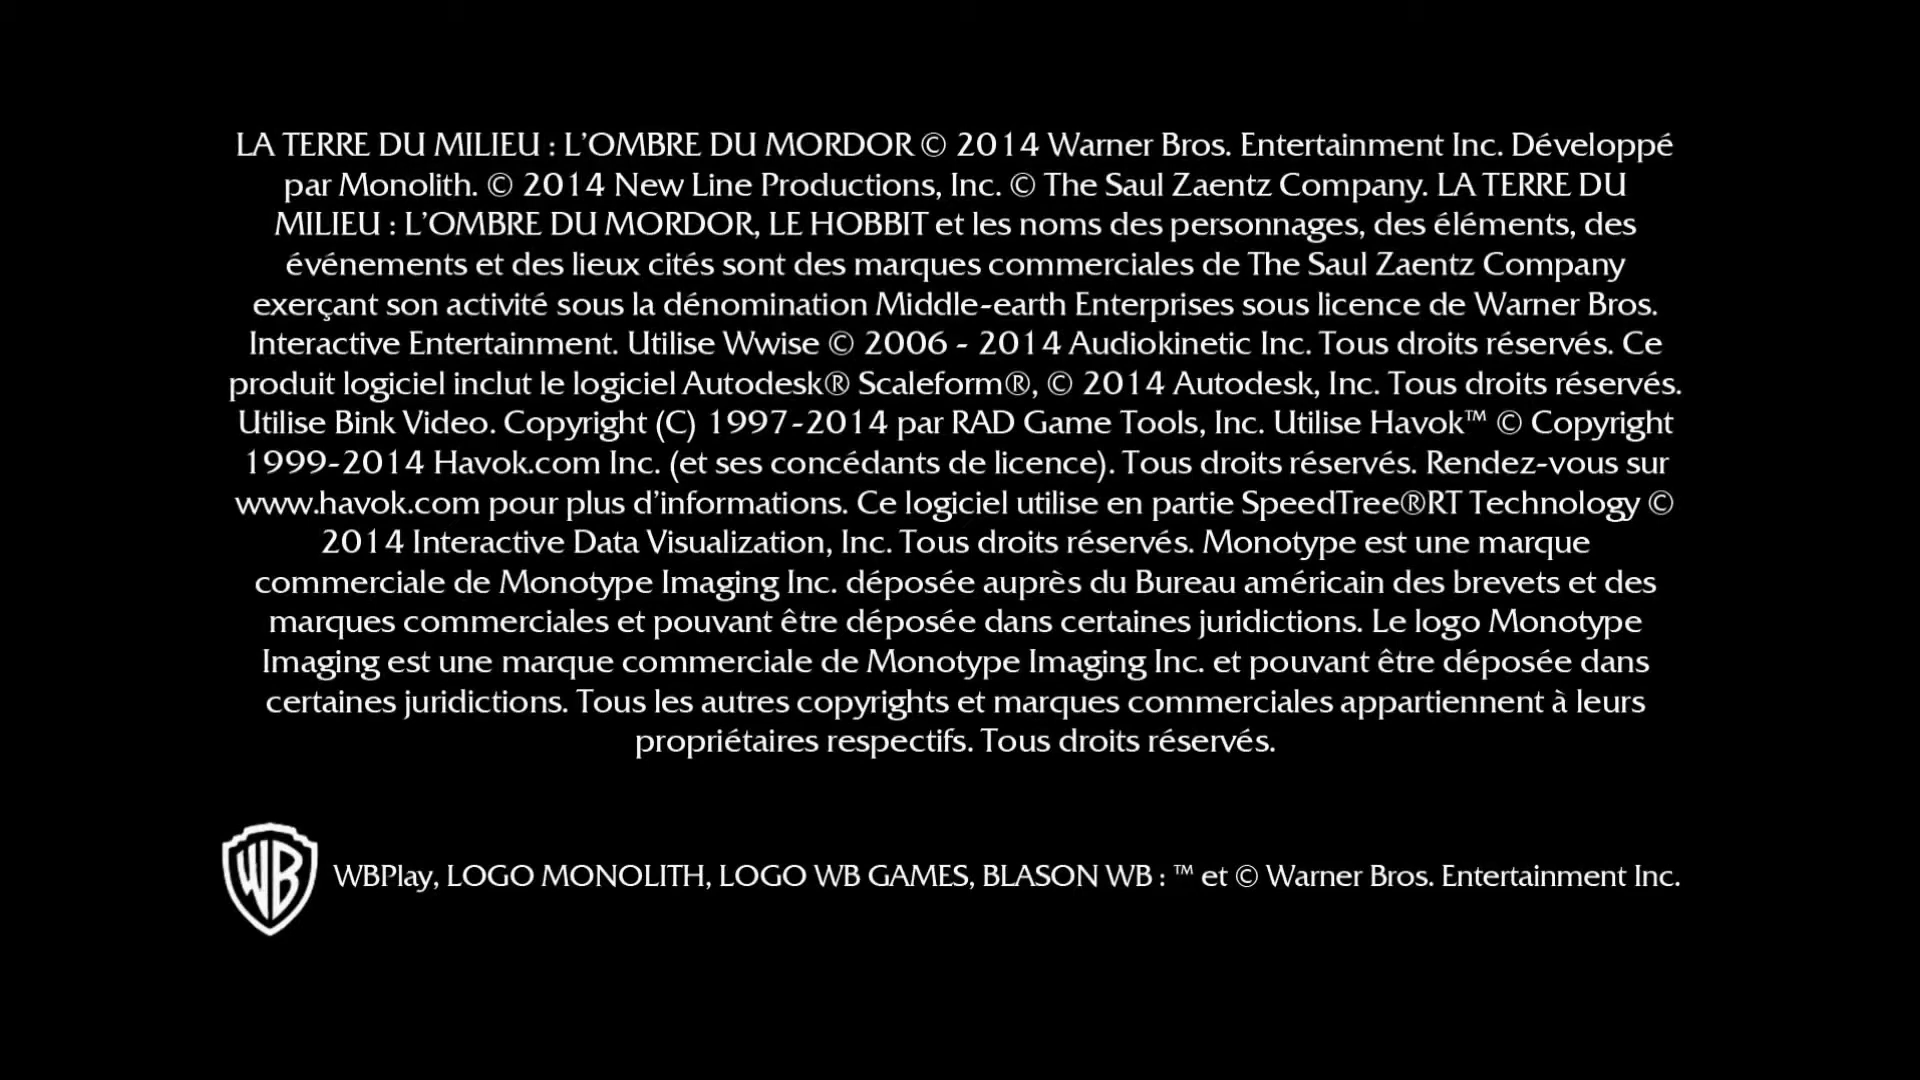 LA TERRE DU MILIEU : L’OMBRE DU MORDOR © 2014 Warner Bros. Entertainment Inc. Développé
par Monolith. © 2014 New Line Productions, Inc. © The Saul Zaentz Company. LA TERRE DU
MILIEU : L’OMBRE DU MORDOR, LE HOBBIT et les noms des personnages, des éléments, des
événements et des lieux cités sont des marques commerciales de The Saul Zaentz Company
exerçant son activité sous la dénomination Middle-earth Enterprises sous licence de Warner Bros.
Interactive Entertainment. Utilise Wwise © 2006 - 2014 Audiokinetic Inc. Tous droits réservés. Ce
produit logiciel inclut le logiciel Autodesk® Scaleform®, © 2014 Autodesk, Inc. Tous droits réservés.
Utilise Bink Video. Copyright (C) 1997-2014 par RAD Game Tools, Inc. Utilise Havok™ © Copyright
1999-2014 Havok.com Inc. (et ses concédants de licence). Tous droits réservés. Rendez-vous sur
www.havok.com pour plus d’informations. Ce logiciel utilise en partie SpeedTree®RT Technology ©
2014 Interactive Data Visualization, Inc. Tous droits réservés. Monotype est une marque
commerciale de Monotype Imaging Inc. déposée auprès du Bureau américain des brevets et des
marques commerciales et pouvant être déposée dans certaines juridictions. Le logo Monotype
Imaging est une marque commerciale de Monotype Imaging Inc. et pouvant être déposée dans
certaines juridictions. Tous les autres copyrights et marques commerciales appartiennent à leurs
propriétaires respectifs. Tous droits réservés.
WB WBPlay, LOGO MONOLITH, LOGO WB GAMES, BLASON WB : ™ et © Warner Bros. Entertainment Inc.